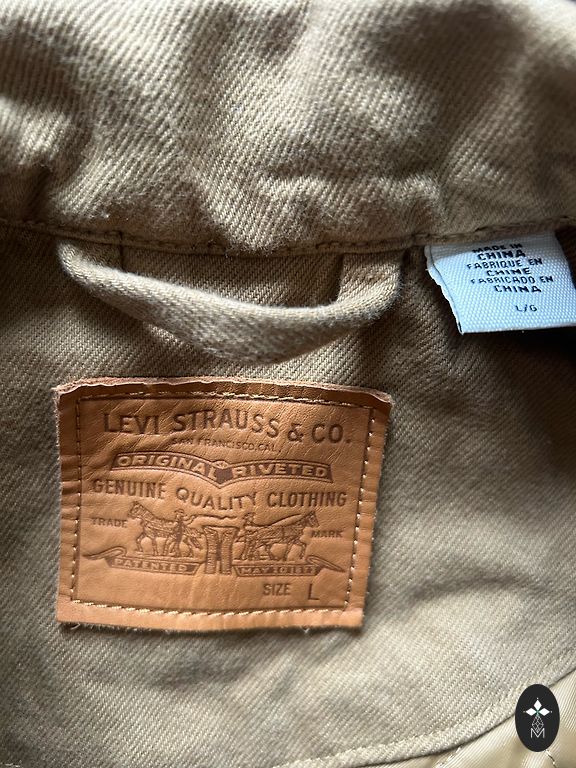 MADE IN
CHINA
FABRIQUE EN
CHINE
FABRICADO EN
CHINA
L/G
LEVI STRAUSS & CO.
SAN FRANCISCO, CAL.
ORIGINAL RIVETED
GENUINE QUALITY CLOTHING
TRADE MARK
PATENTED MAY 20 1873
SIZE L
M